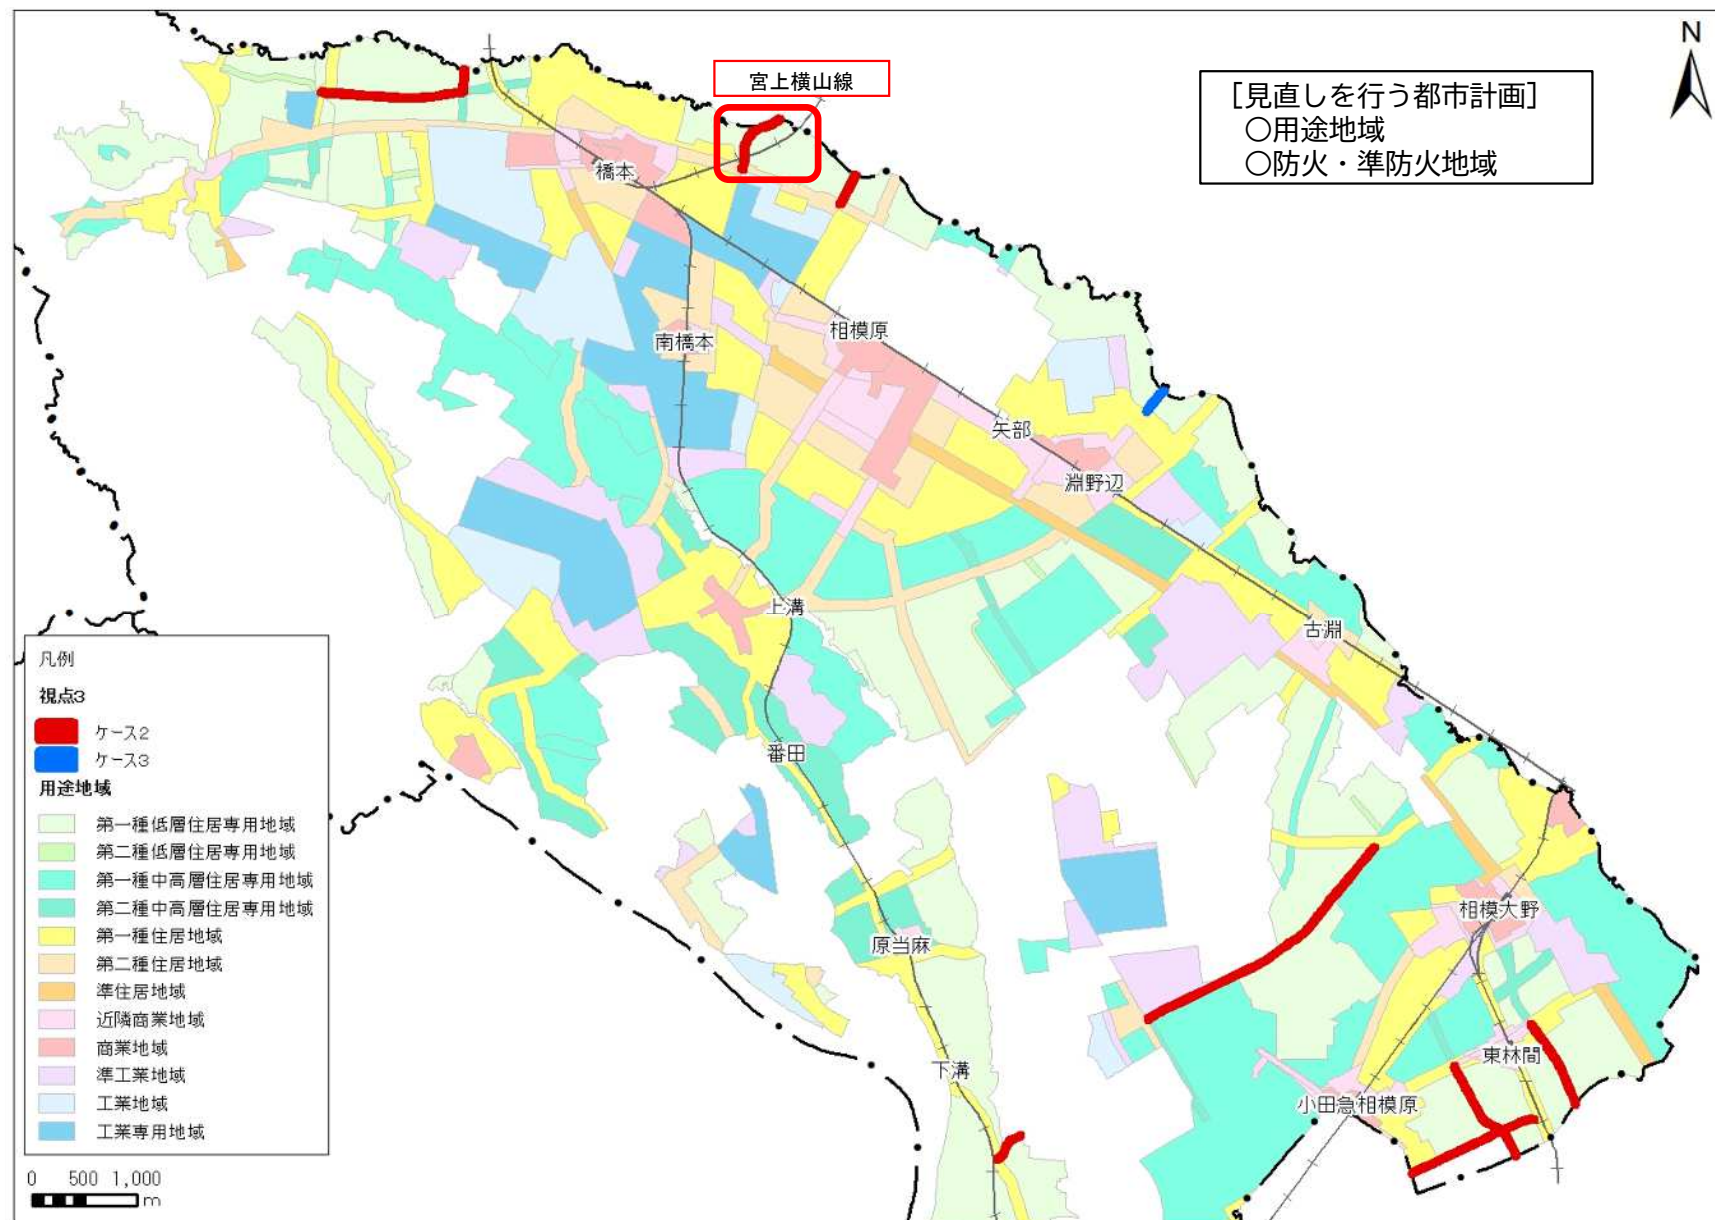 N
宮上横山線
［見直しを行う都市計画］
〇用途地域
〇防火・準防火地域
橋本
南橋本
相模原
矢部
淵野辺
上溝
古淵
番田
相模大野
原当麻
下溝
東林間
小田急相模原
凡例
視点3
ケース2
ケース3
用途地域
第一種低層住居専用地域
第二種低層住居専用地域
第一種中高層住居専用地域
第二種中高層住居専用地域
第一種住居地域
第二種住居地域
準住居地域
近隣商業地域
商業地域
準工業地域
工業地域
工業専用地域
0 500 1,000
m